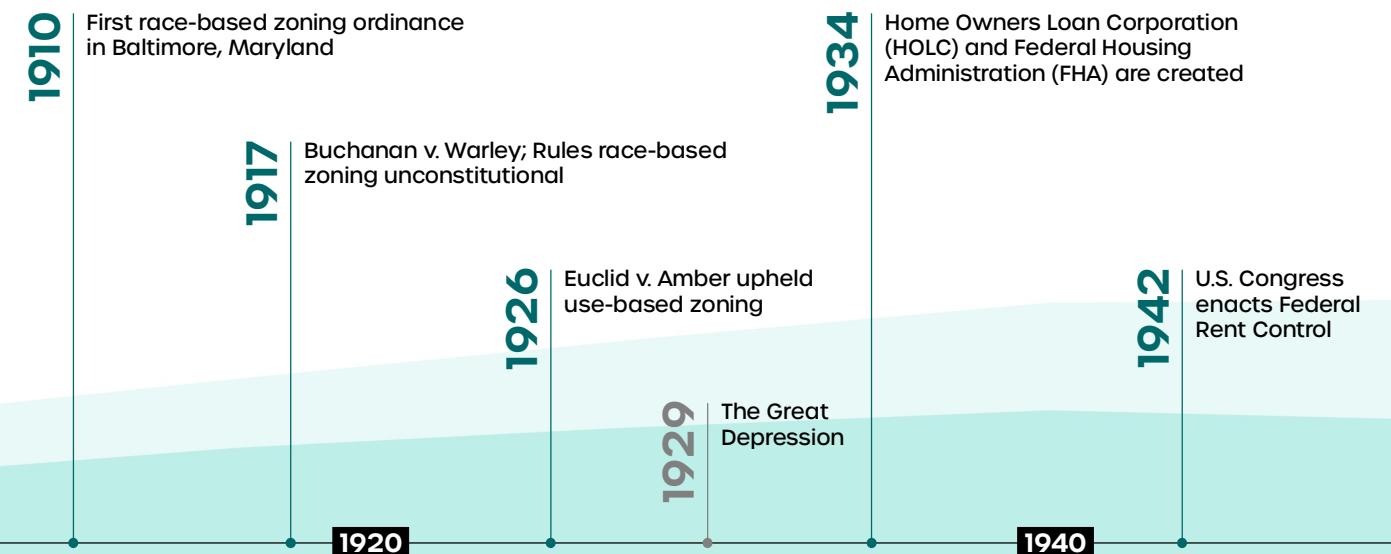 1910
First race-based zoning ordinance
in Baltimore, Maryland
1917
Buchanan v. Warley; Rules race-based
zoning unconstitutional
1926
Euclid v. Amber upheld
use-based zoning
1929
The Great
Depression
1934
Home Owners Loan Corporation
(HOLC) and Federal Housing
Administration (FHA) are created
1942
U.S. Congress
enacts Federal
Rent Control
1920
1940